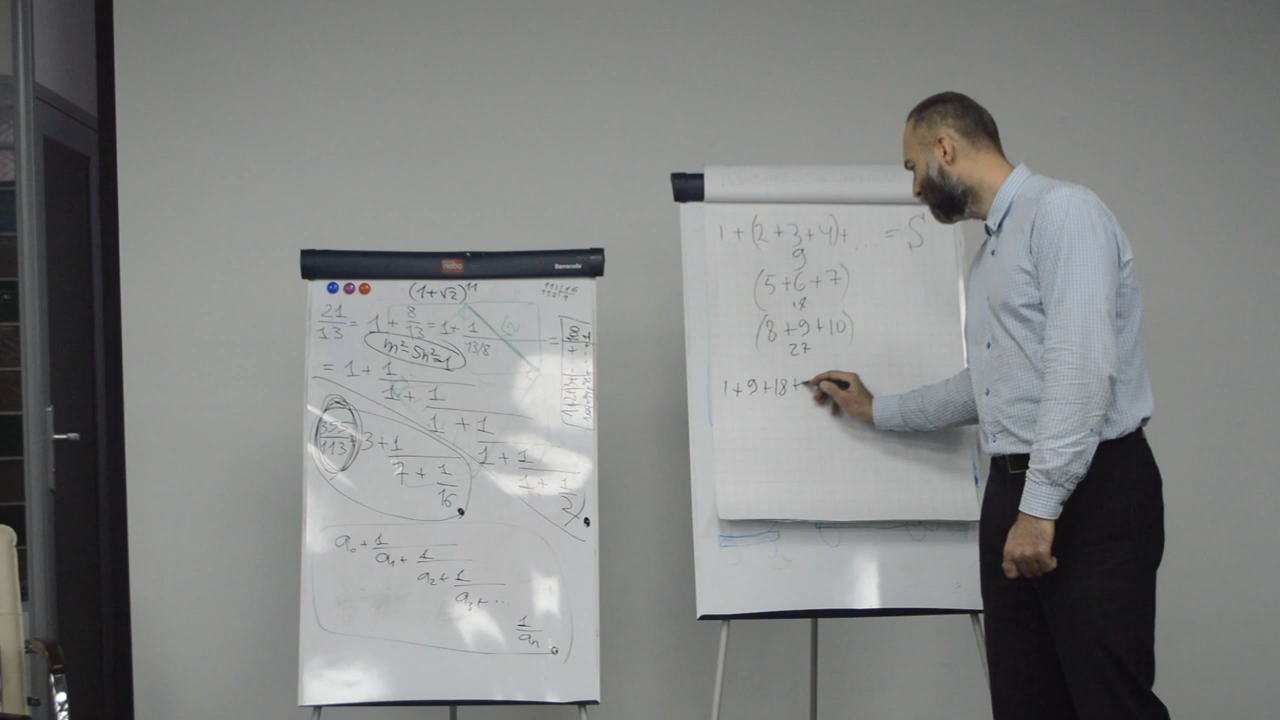 nobo
Barracuda
(1+√2)¹¹
21/13 = 1 + 8/13 = 1 + 1/(13/8)
m²-5n²=1
= 1 + 1
1 + 1
1 + 1
1 + 1
1 + 1
2
355/113 = 3 + 1/(7 + 1/16)
a₀ + 1
a₁ + 1
a₂ + 1
a₃ + ...
1/aₙ
1 + (2+3+4) + ... = S
9
(5+6+7)
18
(8+9+10)
27
1+9+18+